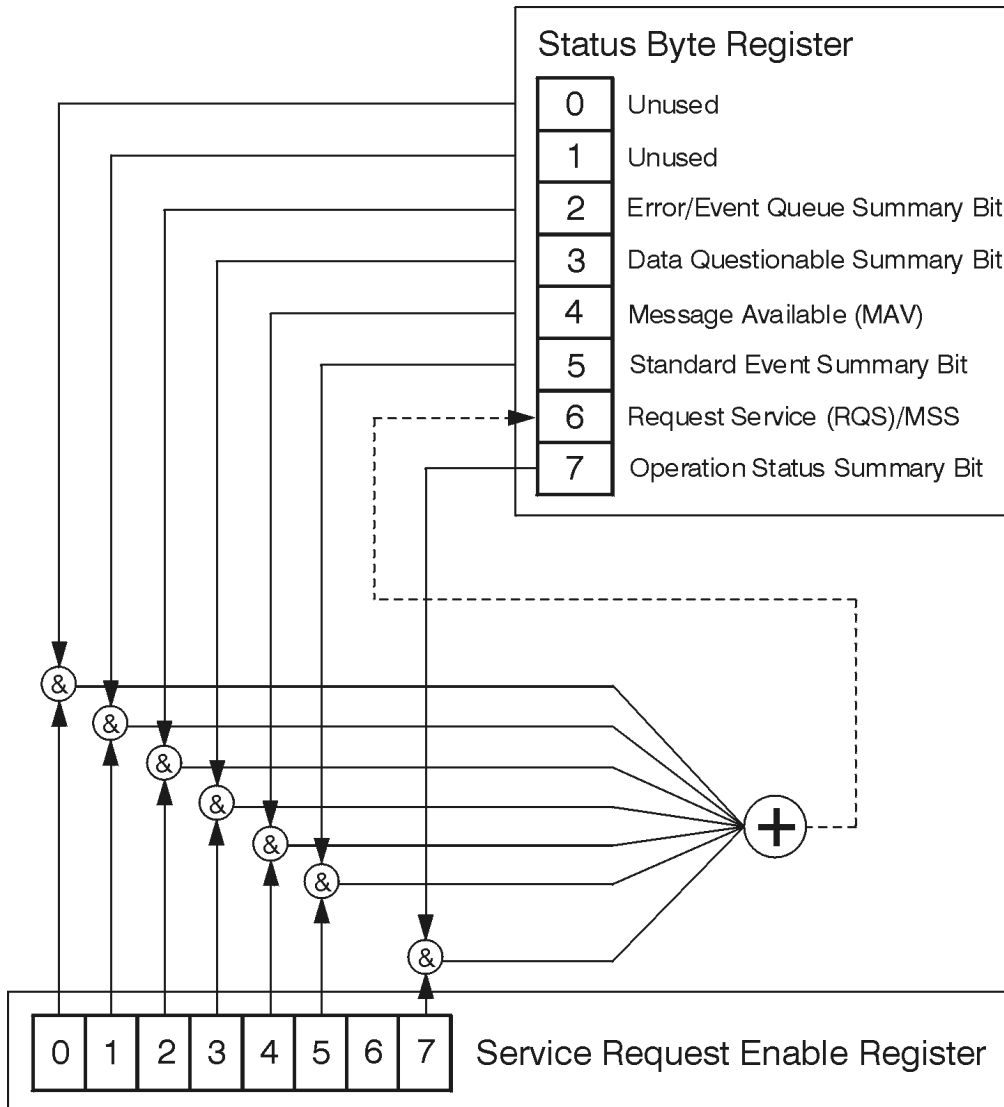 Status Byte Register
0 Unused
1 Unused
2 Error/Event Queue Summary Bit
3 Data Questionable Summary Bit
4 Message Available (MAV)
5 Standard Event Summary Bit
6 Request Service (RQS)/MSS
7 Operation Status Summary Bit
&
&
&
&
&
&
+
&
0 1 2 3 4 5 6 7 Service Request Enable Register